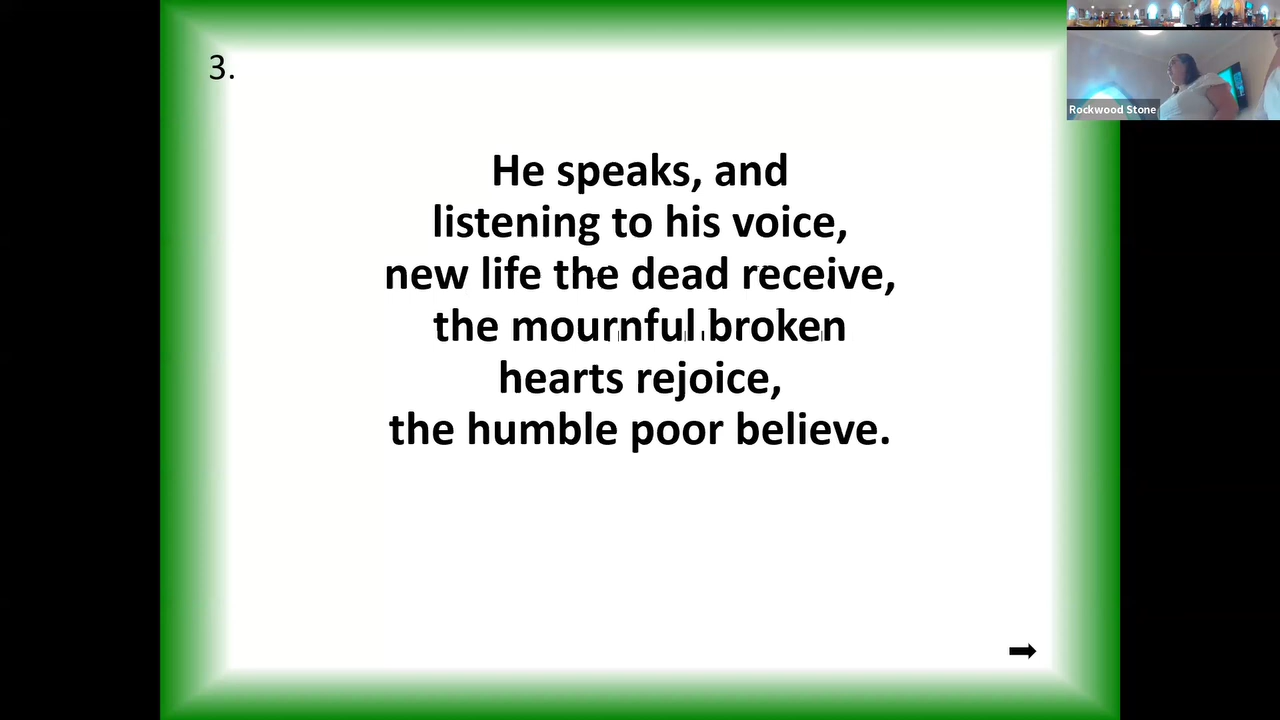 3.
He speaks, and
listening to his voice,
new life the dead receive,
the mournful broken
hearts rejoice,
the humble poor believe.
Rockwood Stone